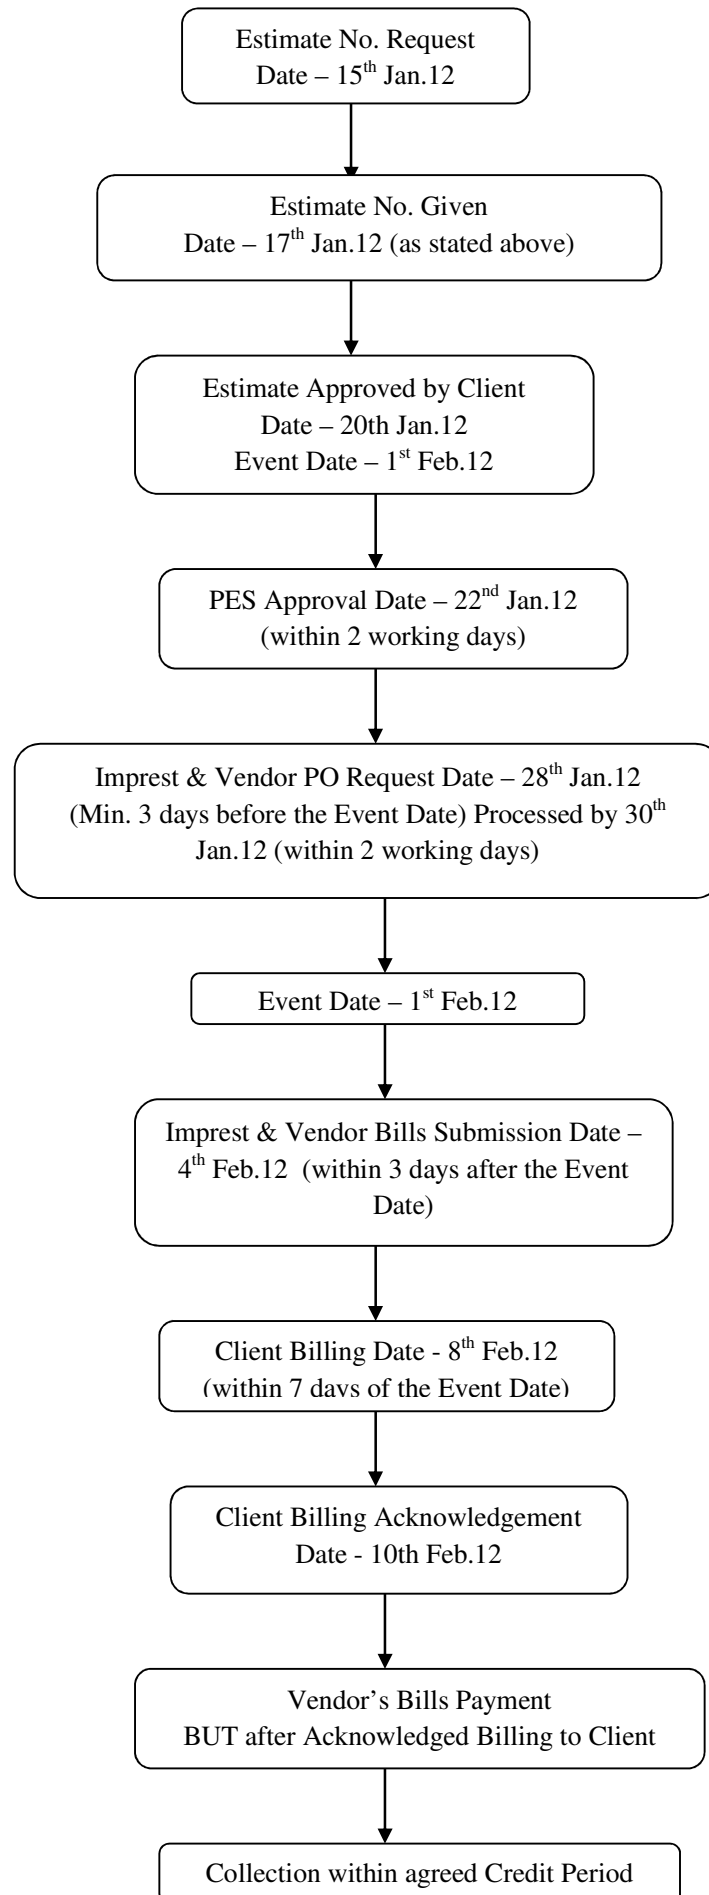 Estimate No. Request
Date – 15th Jan.12
Estimate No. Given
Date – 17th Jan.12 (as stated above)
Estimate Approved by Client
Date – 20th Jan.12
Event Date – 1st Feb.12
PES Approval Date – 22nd Jan.12
(within 2 working days)
Imprest & Vendor PO Request Date – 28th Jan.12
(Min. 3 days before the Event Date) Processed by 30th
Jan.12 (within 2 working days)
Event Date – 1st Feb.12
Imprest & Vendor Bills Submission Date –
4th Feb.12 (within 3 days after the Event
Date)
Client Billing Date - 8th Feb.12
(within 7 days of the Event Date)
Client Billing Acknowledgement
Date - 10th Feb.12
Vendor’s Bills Payment
BUT after Acknowledged Billing to Client
Collection within agreed Credit Period